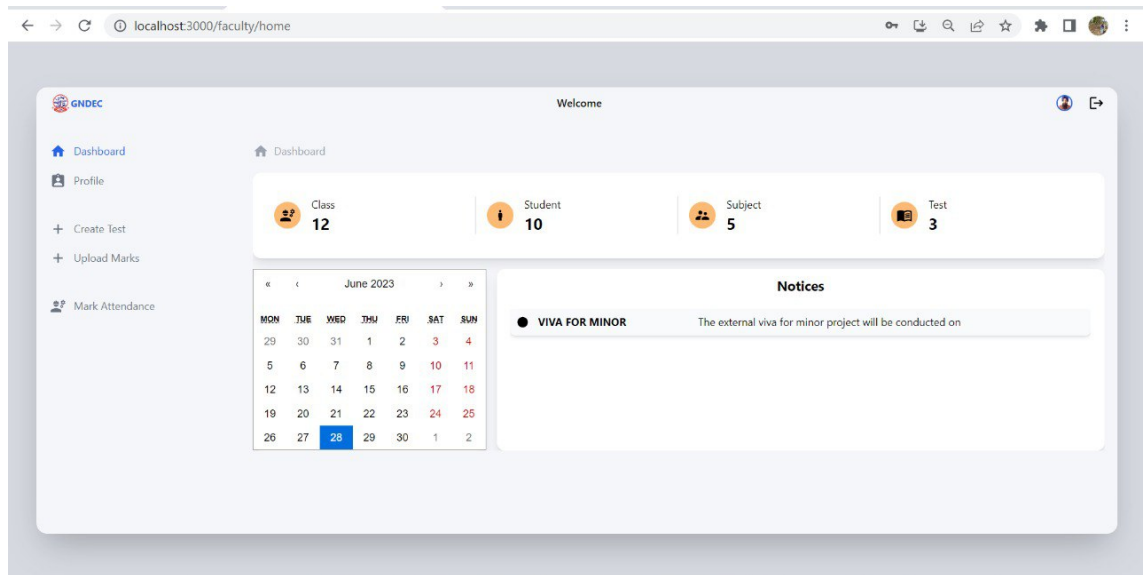 localhost:3000/faculty/home
GNDEC
Welcome
Dashboard
Profile
Create Test
Upload Marks
Mark Attendance
Dashboard
Class
12
Student
10
Subject
5
Test
3
« ‹ June 2023 › »
MON TUE WED THU FRI SAT SUN
29 30 31 1 2 3 4
5 6 7 8 9 10 11
12 13 14 15 16 17 18
19 20 21 22 23 24 25
26 27 28 29 30 1 2
Notices
VIVA FOR MINOR The external viva for minor project will be conducted on